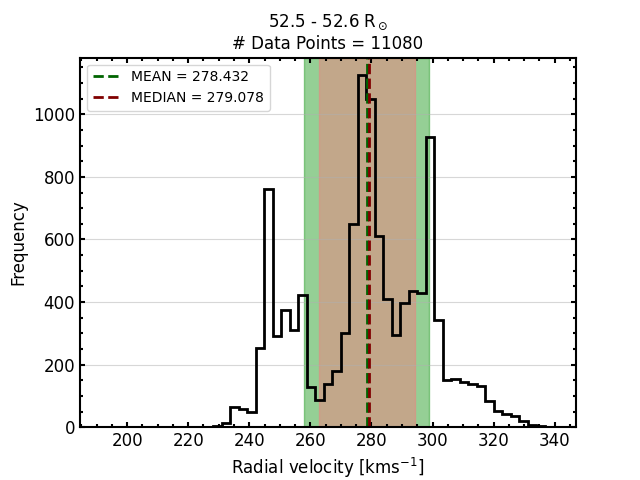 52.5 - 52.6 R⊙
# Data Points = 11080
MEAN = 278.432
MEDIAN = 279.078
1000
800
600
400
200
0
Frequency
200 220 240 260 280 300 320 340
Radial velocity [kms⁻¹]